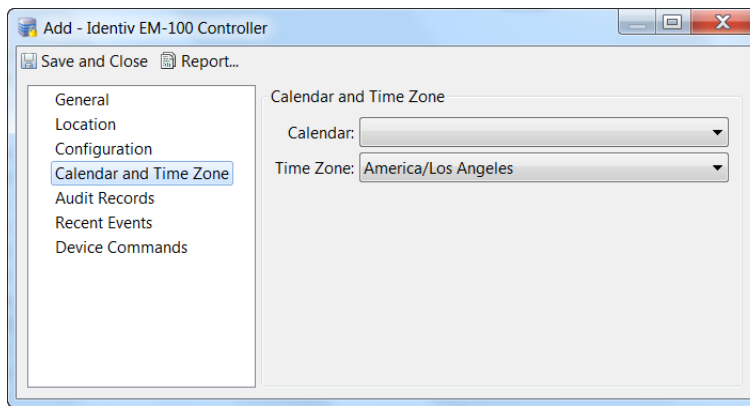 Add - Identiv EM-100 Controller
Save and Close Report...
General
Location
Configuration
Calendar and Time Zone
Audit Records
Recent Events
Device Commands
Calendar and Time Zone
Calendar:
Time Zone: America/Los Angeles